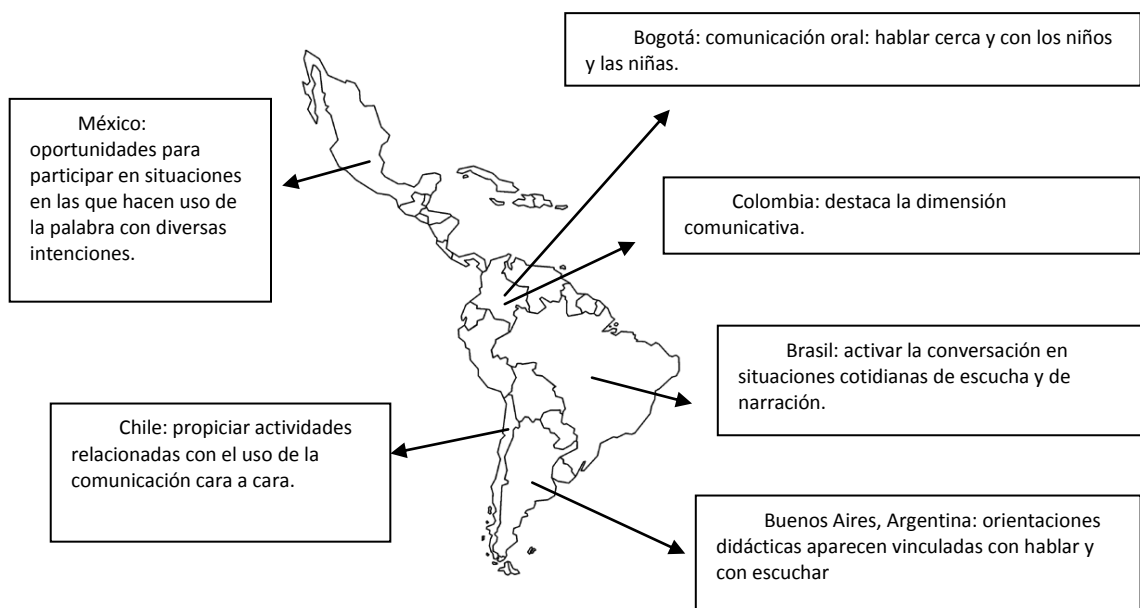 Bogotá: comunicación oral: hablar cerca y con los niños
y las niñas.
México:
oportunidades para
participar en situaciones
en las que hacen uso de
la palabra con diversas
intenciones.
Colombia: destaca la dimensión
comunicativa.
Brasil: activar la conversación en
situaciones cotidianas de escucha y de
narración.
Chile: propiciar actividades
relacionadas con el uso de la
comunicación cara a cara.
Buenos Aires, Argentina: orientaciones
didácticas aparecen vinculadas con hablar y
con escuchar